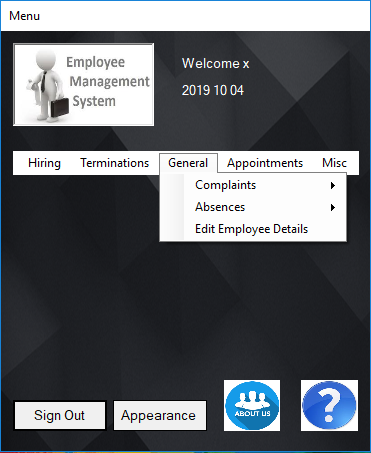 Menu
Employee
Management
System
Welcome x
2019 10 04
Hiring Terminations General Appointments Misc
Complaints
Absences
Edit Employee Details
Sign Out Appearance
ABOUT US
?